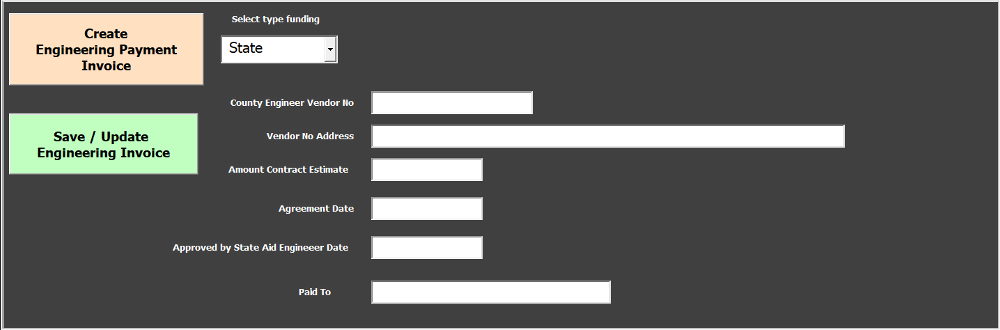 Create
Engineering Payment
Invoice
Select type funding
State
Save / Update
Engineering Invoice
County Engineer Vendor No
Vendor No Address
Amount Contract Estimate
Agreement Date
Approved by State Aid Engineeer Date
Paid To